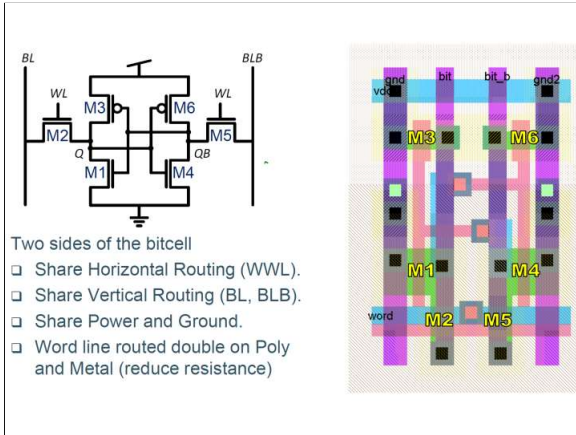 BL
BLB
WL
WL
M3
M6
M2
M5
Q
QB
M1
M4
Two sides of the bitcell
Share Horizontal Routing (WWL).
Share Vertical Routing (BL, BLB).
Share Power and Ground.
Word line routed double on Poly
and Metal (reduce resistance)
gnd
bit
bit_b
gnd2
M3
M6
M1
M4
word
M2
M5